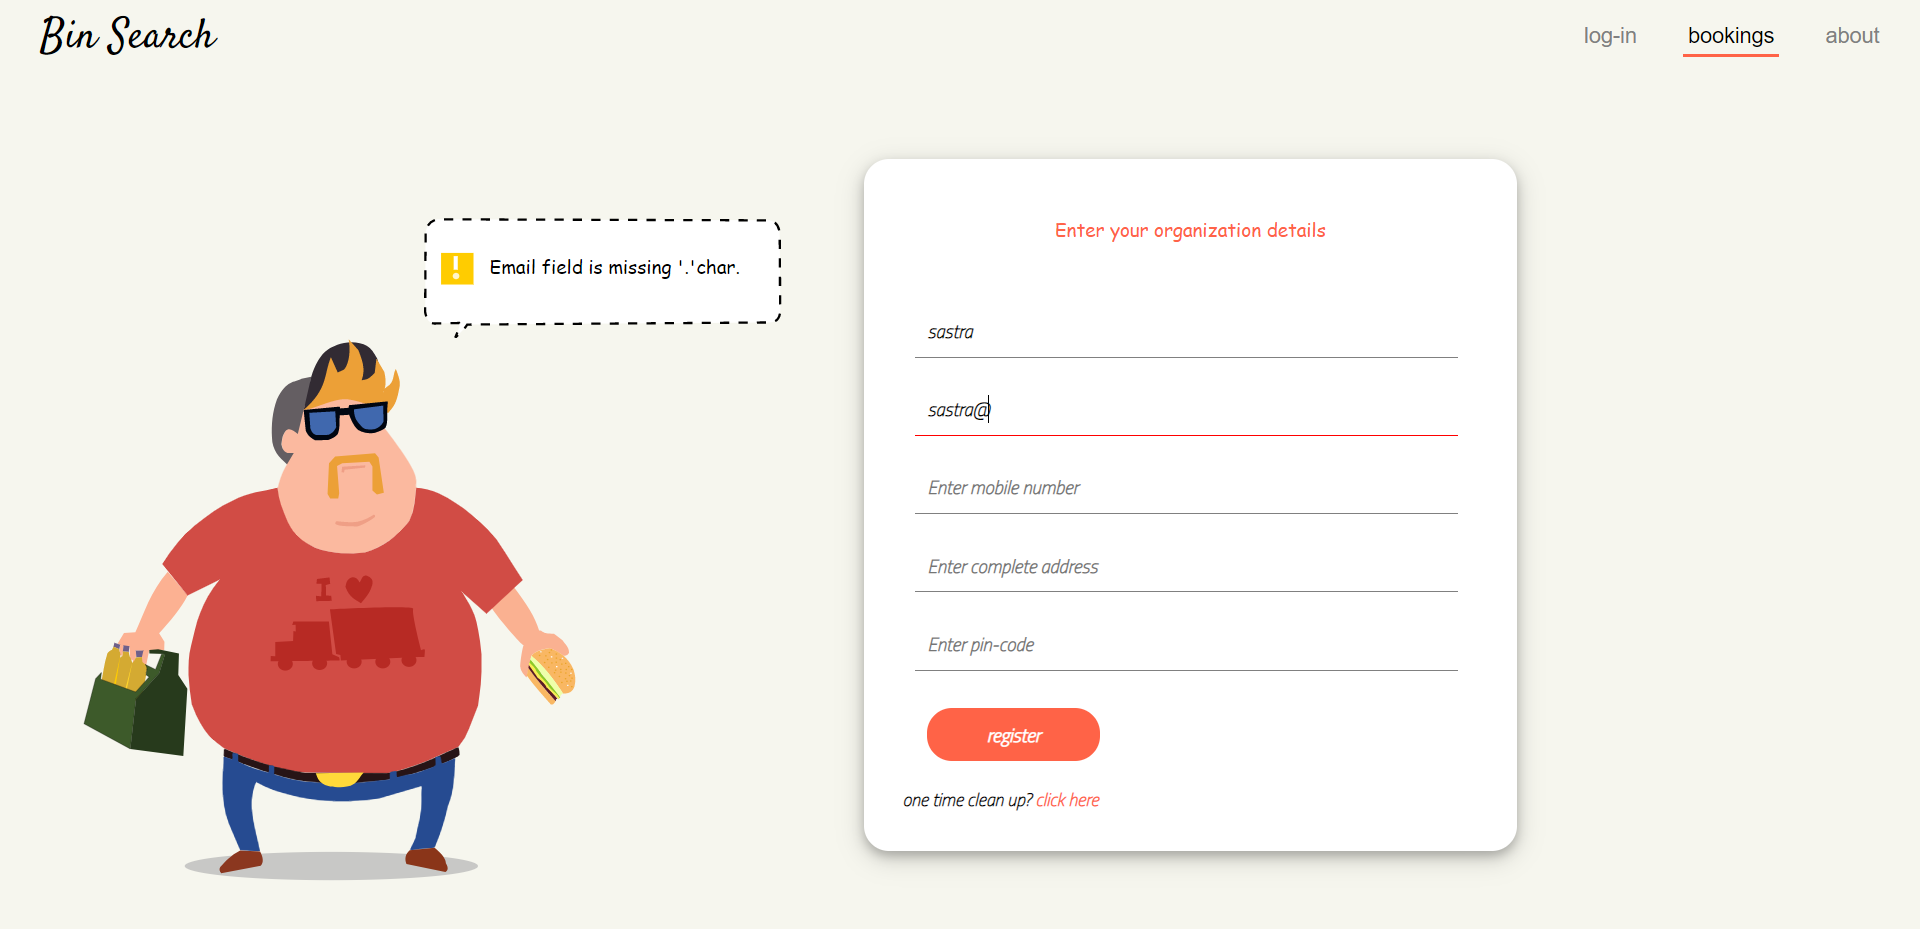 Bin Search
log-in bookings about
Enter your organization details
! Email field is missing '.'char.
sastra
sastra@
Enter mobile number
Enter complete address
I
Enter pin-code
register
one time clean up? click here